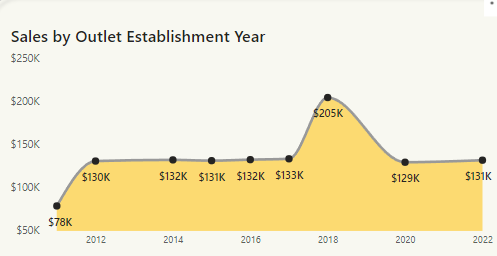 Sales by Outlet Establishment Year
$250K
$200K
$150K
$100K
$50K
$78K
$130K
$132K
$131K
$132K
$133K
$205K
$129K
$131K
2012
2014
2016
2018
2020
2022